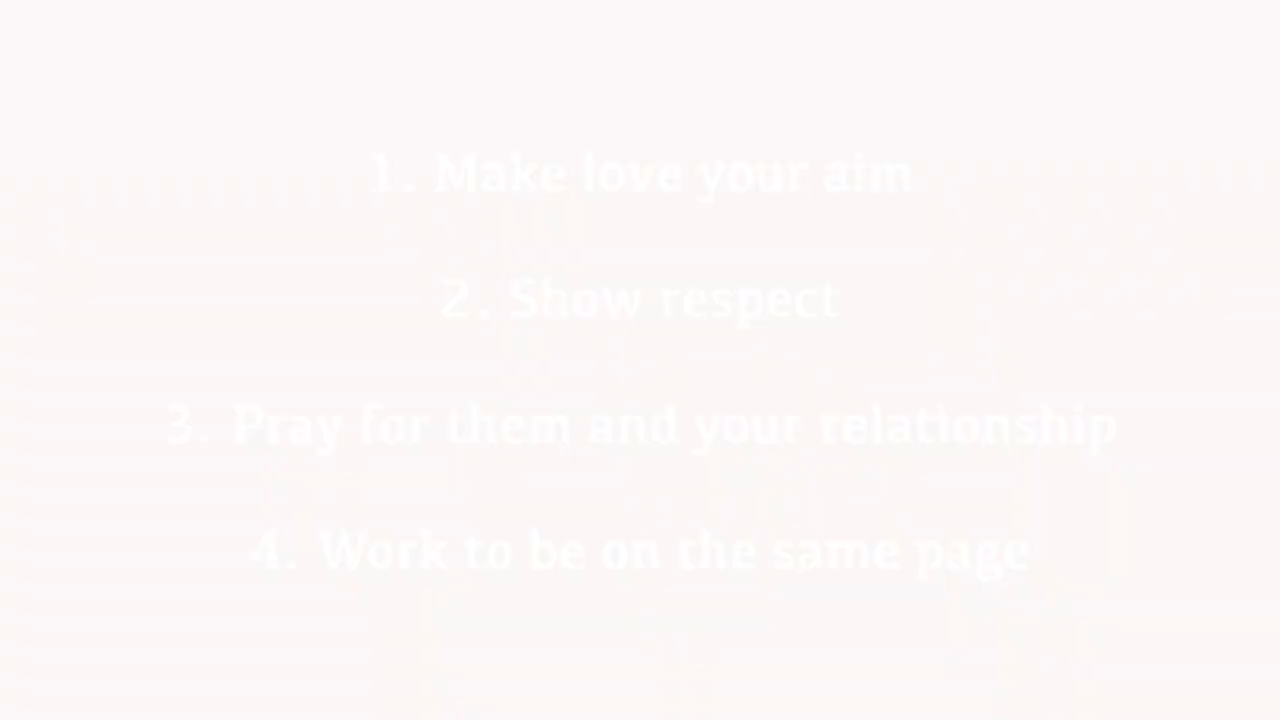 1. Make love your aim
2. Show respect
3. Pray for them and your relationship
4. Work to be on the same page